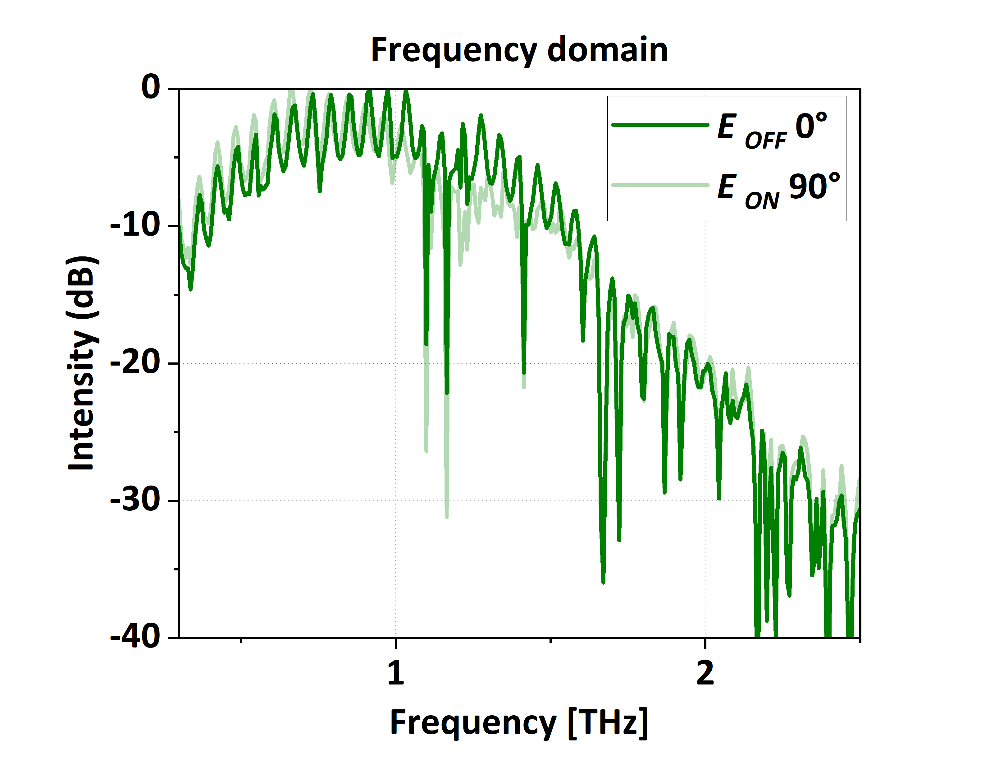 Frequency domain
0
-10
-20
-30
-40
Intensity (dB)
E OFF 0°
E ON 90°
1
2
Frequency [THz]